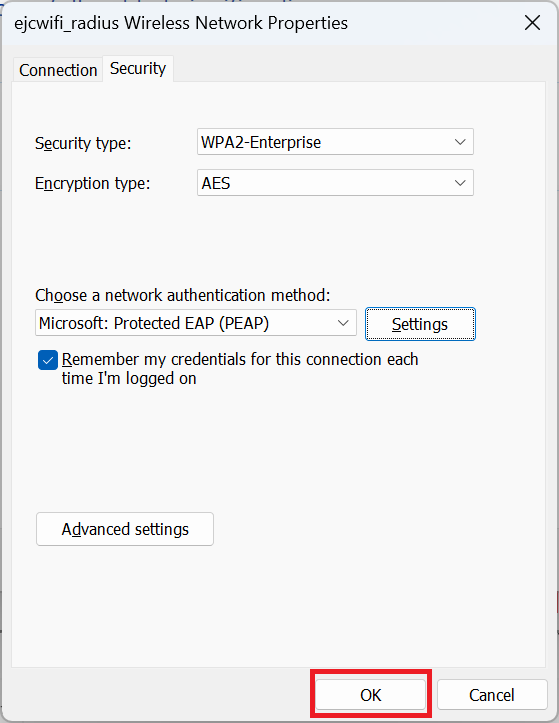 ejcwifi_radius Wireless Network Properties
Connection
Security
Security type:
WPA2-Enterprise
Encryption type:
AES
Choose a network authentication method:
Microsoft: Protected EAP (PEAP)
Settings
Remember my credentials for this connection each
time I'm logged on
Advanced settings
OK
Cancel